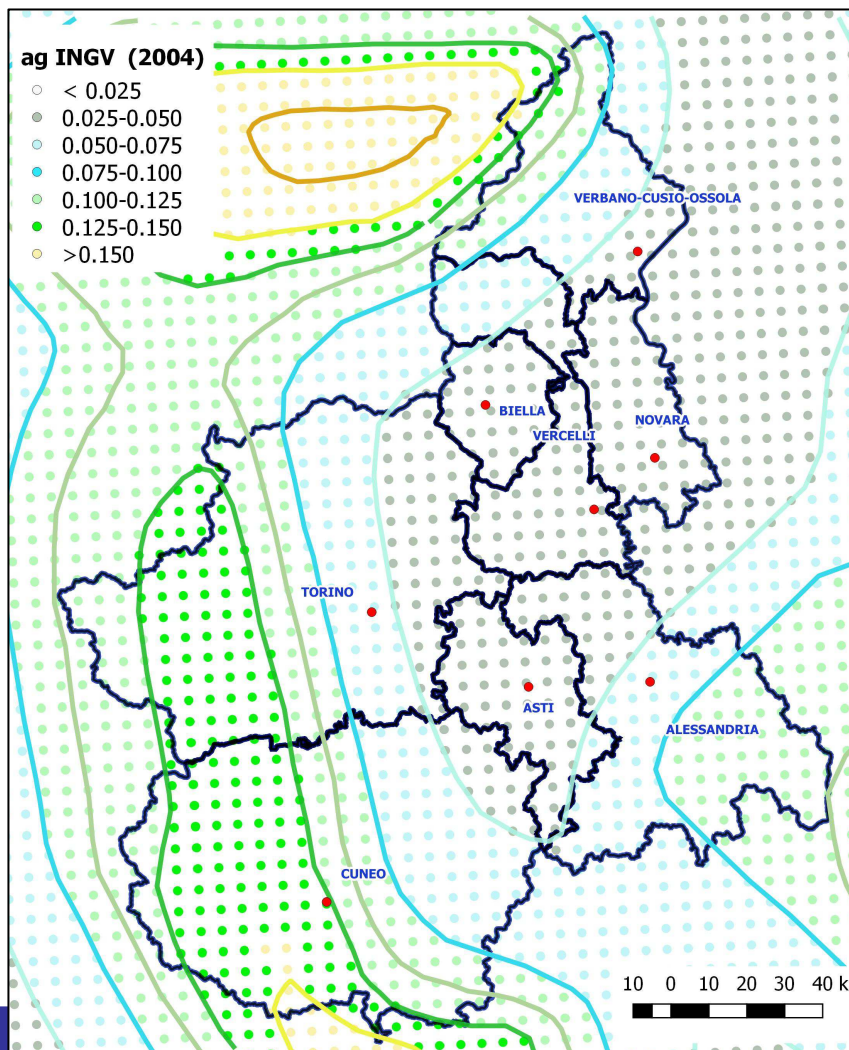 ag INGV (2004)
< 0.025
0.025-0.050
0.050-0.075
0.075-0.100
0.100-0.125
0.125-0.150
>0.150
VERBANO-CUSIO-OSSOLA
BIELLA
NOVARA
VERCELLI
TORINO
ASTI
ALESSANDRIA
CUNEO
10 0 10 20 30 40 k